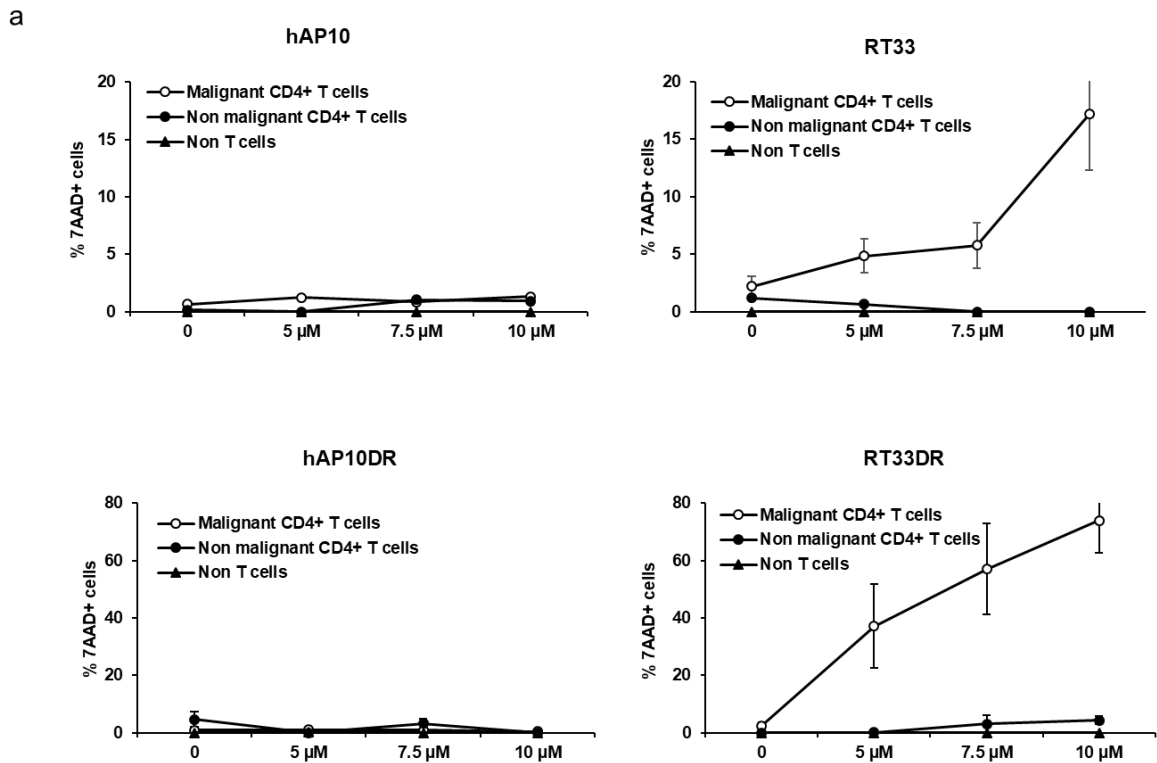 a
hAP10
% 7AAD+ cells
20
15
10
5
0
Malignant CD4+ T cells
Non malignant CD4+ T cells
Non T cells
0 5 µM 7.5 µM 10 µM
RT33
% 7AAD+ cells
20
15
10
5
0
Malignant CD4+ T cells
Non malignant CD4+ T cells
Non T cells
0 5 µM 7.5 µM 10 µM
hAP10DR
% 7AAD+ cells
80
60
40
20
0
Malignant CD4+ T cells
Non malignant CD4+ T cells
Non T cells
0 5 µM 7.5 µM 10 µM
RT33DR
% 7AAD+ cells
80
60
40
20
0
Malignant CD4+ T cells
Non malignant CD4+ T cells
Non T cells
0 5 µM 7.5 µM 10 µM